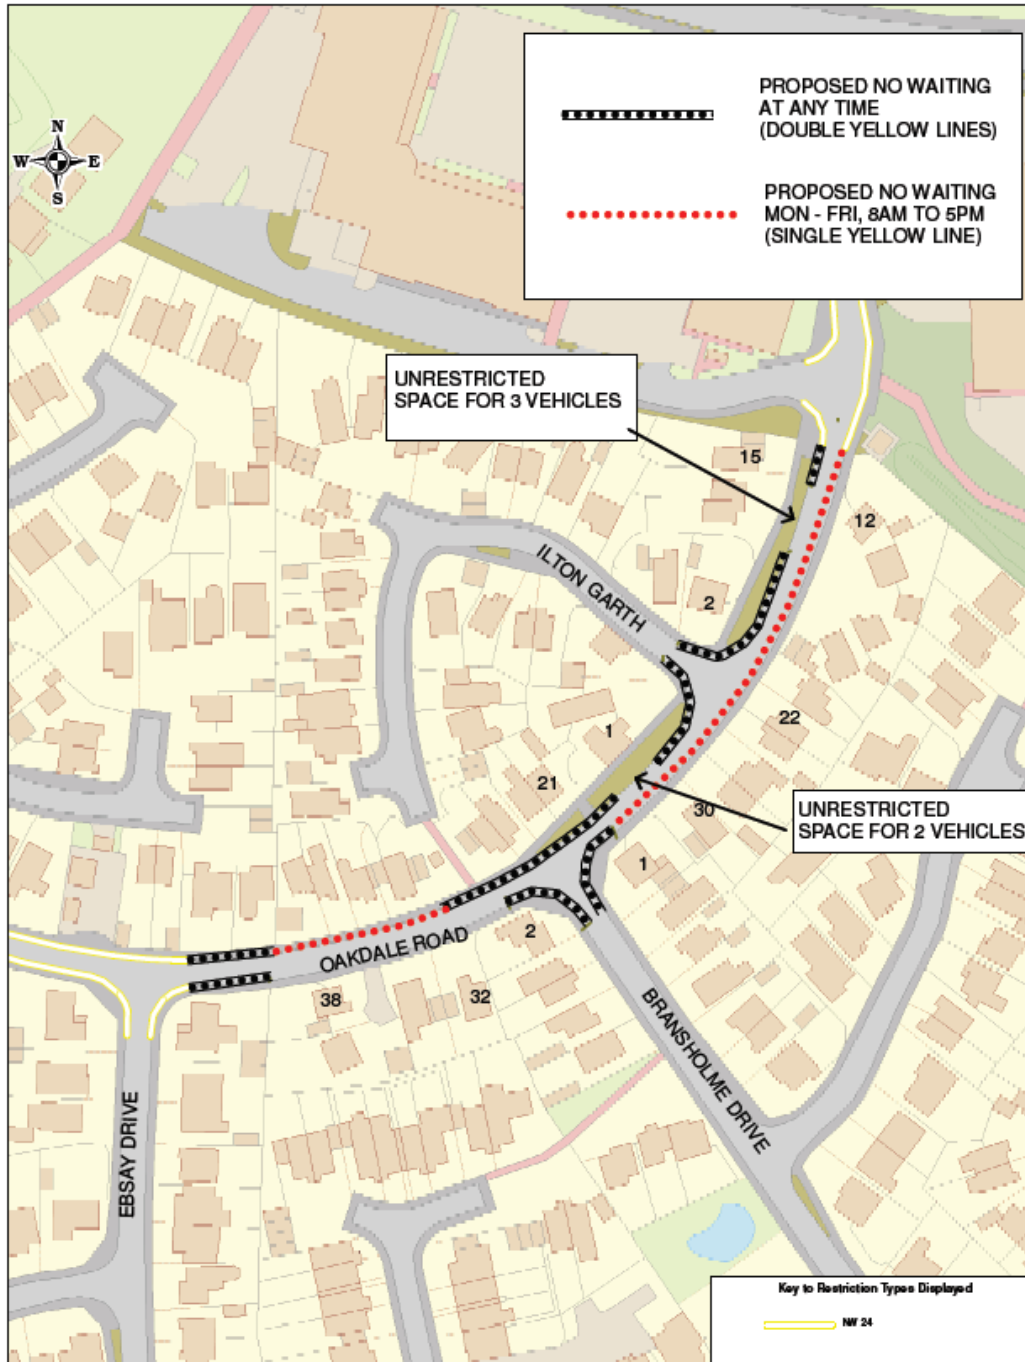 PROPOSED NO WAITING
AT ANY TIME
(DOUBLE YELLOW LINES)
N
W E
S
PROPOSED NO WAITING
MON - FRI, 8AM TO 5PM
(SINGLE YELLOW LINE)
UNRESTRICTED
SPACE FOR 3 VEHICLES
15
12
ILTON GARTH
2
22
1
21
30
UNRESTRICTED
SPACE FOR 2 VEHICLES
1
2
OAKDALE ROAD
38
32
BRANSHOLME DRIVE
EBSAY DRIVE
Key to Restriction Types Displayed
NW 24